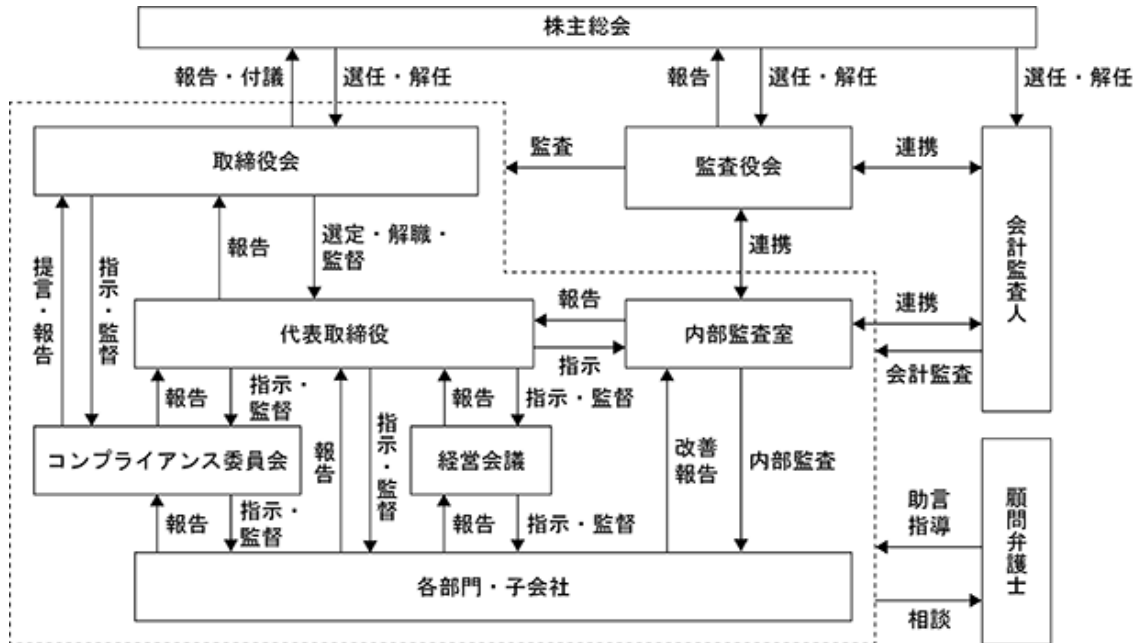 株主総会
報告・付議
選任・解任
報告
選任・解任
選任・解任
取締役会
監査
監査役会
連携
会計監査人
提言・報告
指示・監督
報告
選定・解職・
監督
連携
代表取締役
報告
指示
内部監査室
連携
会計監査
報告
指示・
監督
報告
指示・監督
報告
指示・監督
コンプライアンス委員会
経営会議
改善
報告
内部監査
顧問弁護士
報告
指示・
監督
報告
指示・監督
助言
指導
各部門・子会社
相談